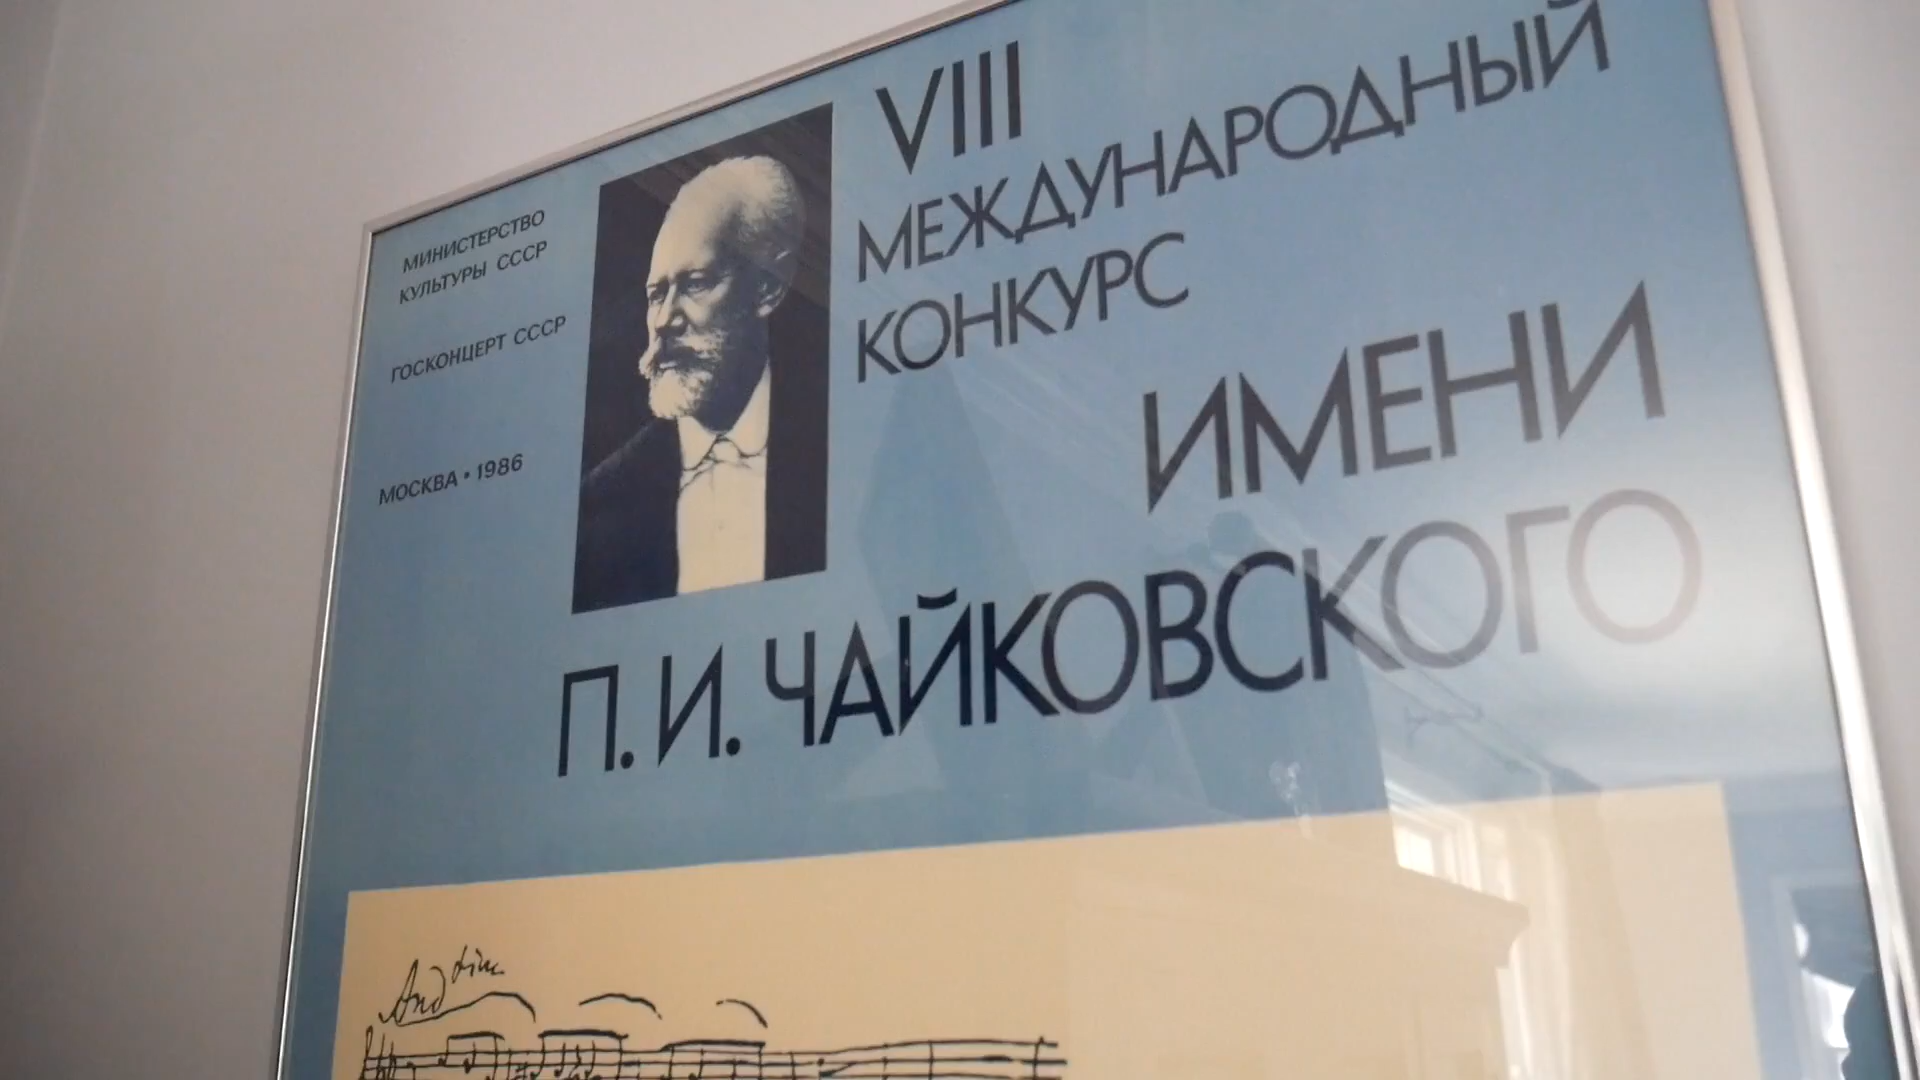 МИНИСТЕРСТВО
КУЛЬТУРЫ СССР
ГОСКОНЦЕРТ СССР
МОСКВА • 1986
VIII
МЕЖДУНАРОДНЫЙ
КОНКУРС
ИМЕНИ
П. И. ЧАЙКОВСКОГО